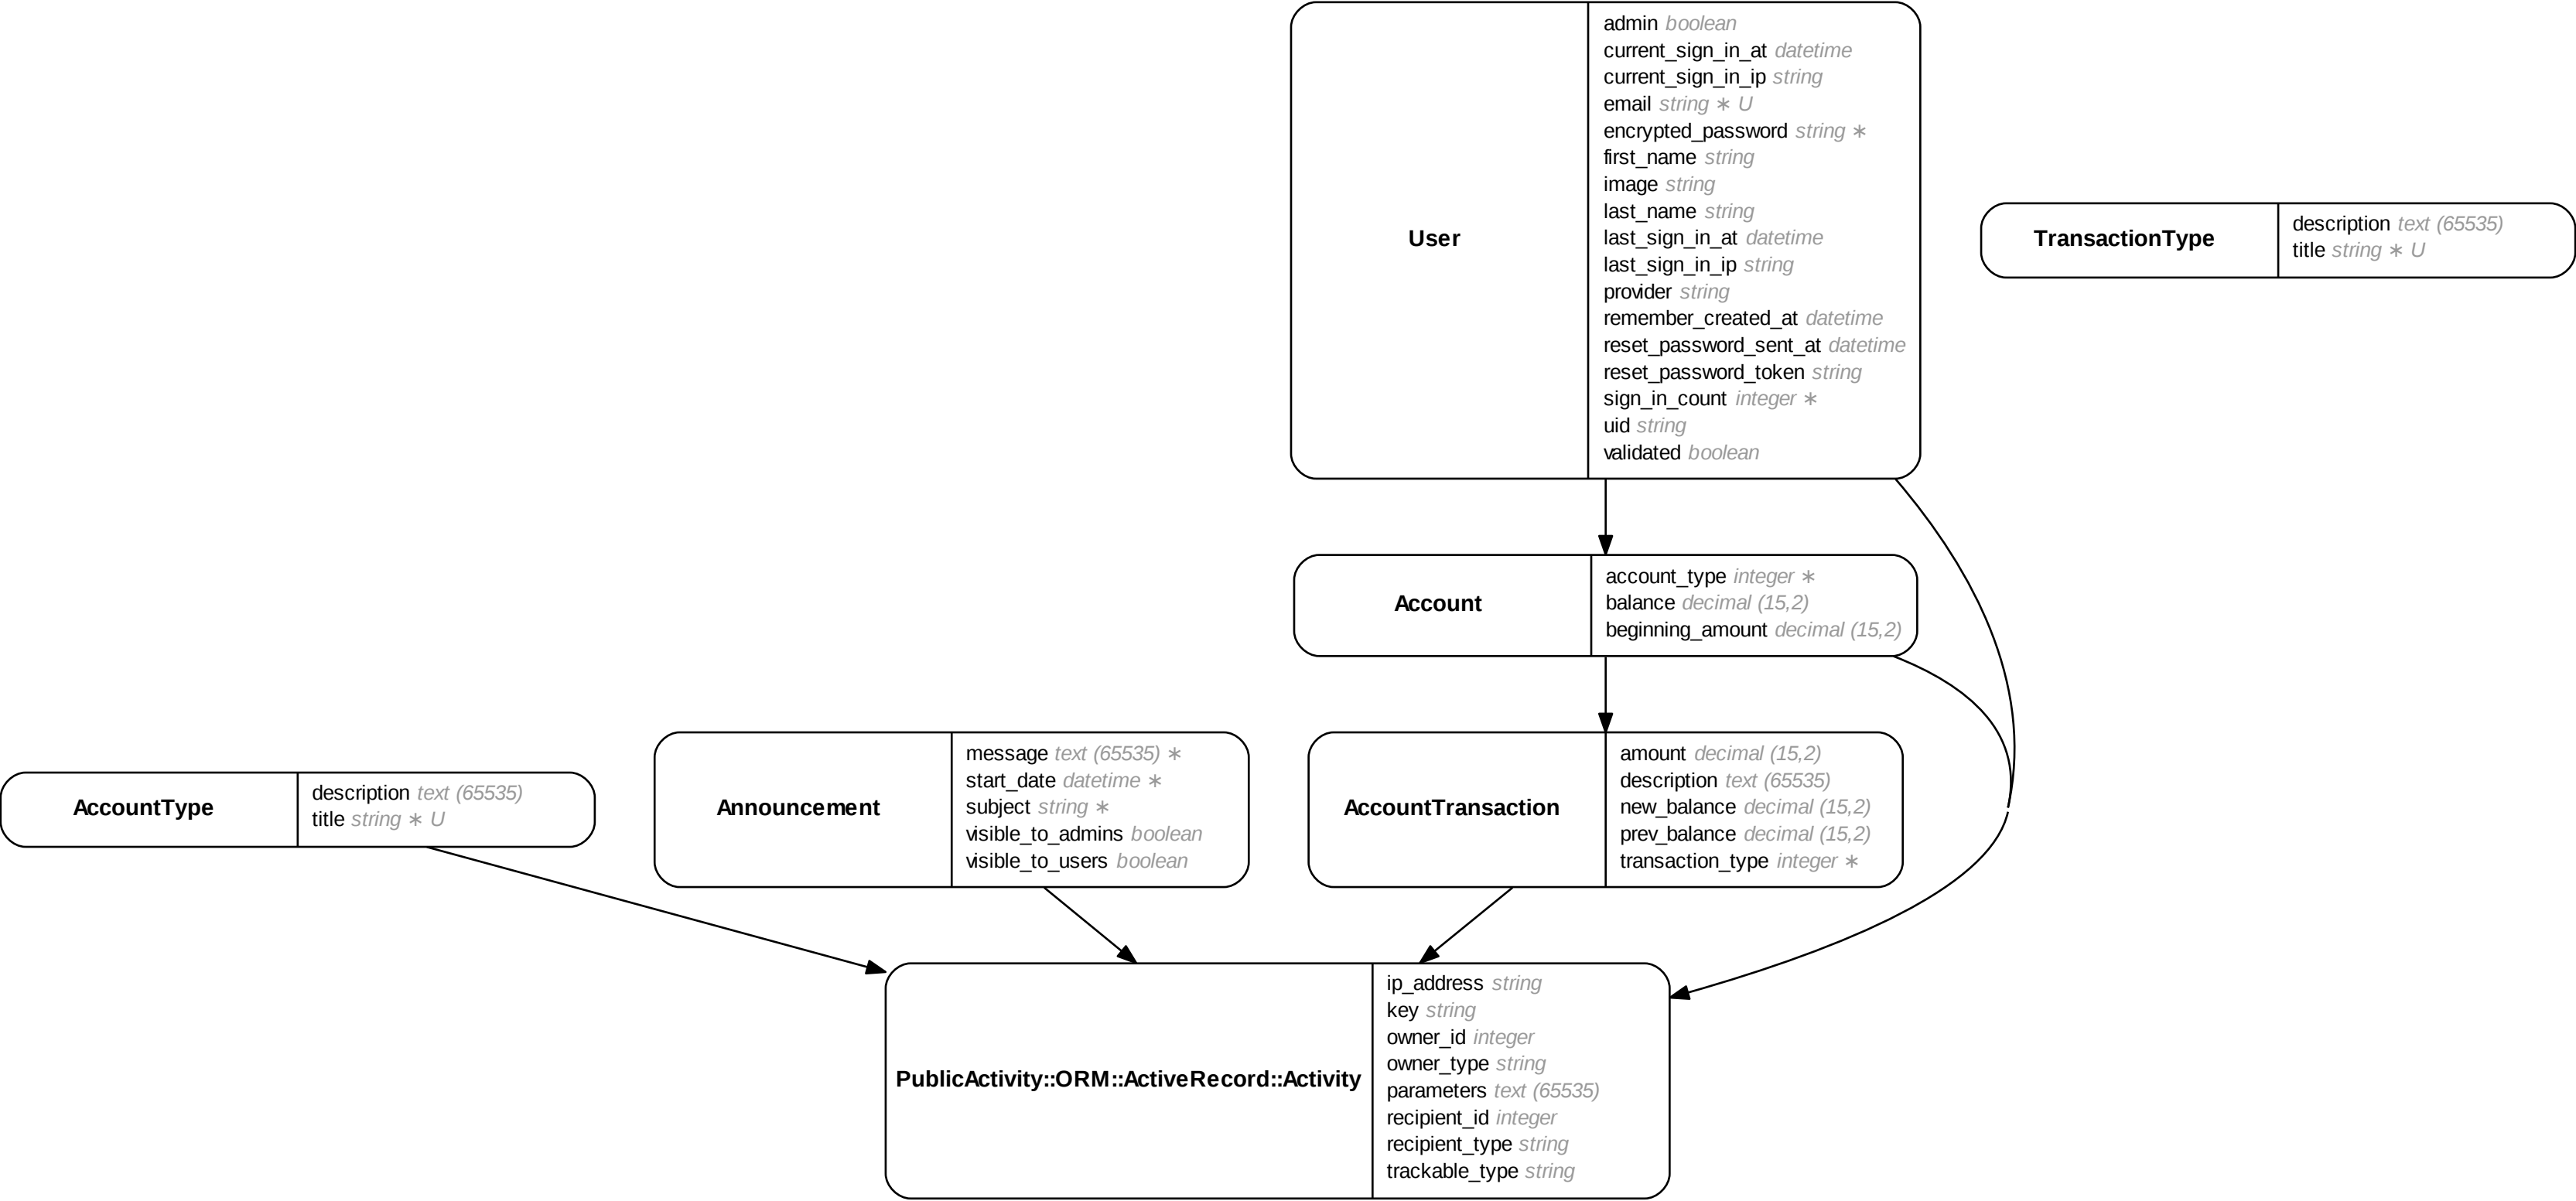 User
admin boolean
current_sign_in_at datetime
current_sign_in_ip string
email string ∗ U
encrypted_password string ∗
first_name string
image string
last_name string
last_sign_in_at datetime
last_sign_in_ip string
provider string
remember_created_at datetime
reset_password_sent_at datetime
reset_password_token string
sign_in_count integer ∗
uid string
validated boolean
TransactionType
description text (65535)
title string ∗ U
Account
account_type integer ∗
balance decimal (15,2)
beginning_amount decimal (15,2)
AccountType
description text (65535)
title string ∗ U
Announcement
message text (65535) ∗
start_date datetime ∗
subject string ∗
visible_to_admins boolean
visible_to_users boolean
AccountTransaction
amount decimal (15,2)
description text (65535)
new_balance decimal (15,2)
prev_balance decimal (15,2)
transaction_type integer ∗
PublicActivity::ORM::ActiveRecord::Activity
ip_address string
key string
owner_id integer
owner_type string
parameters text (65535)
recipient_id integer
recipient_type string
trackable_type string